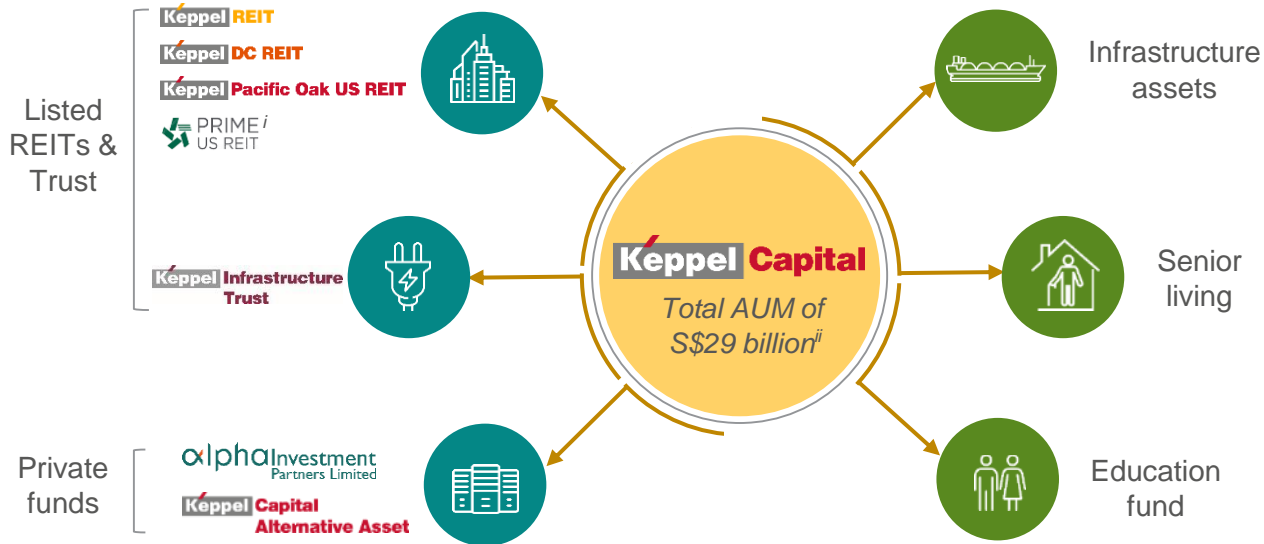 Listed
REITs &
Trust
Keppel REIT
Keppel DC REIT
Keppel Pacific Oak US REIT
PRIME i
US REIT
Keppel Infrastructure
Trust
Private
funds
alpha Investment
Partners Limited
Keppel Capital
Alternative Asset
Keppel Capital
Total AUM of
S$29 billion ii
Infrastructure
assets
Senior
living
Education
fund